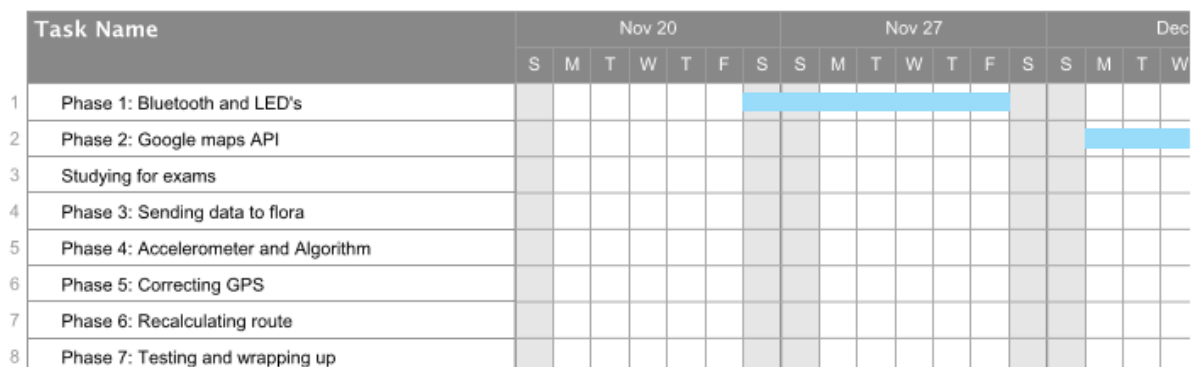 Task Name Nov 20 Nov 27 Dec
S M T W T F S S M T W T F S S M T W
1 Phase 1: Bluetooth and LED's
2 Phase 2: Google maps API
3 Studying for exams
4 Phase 3: Sending data to flora
5 Phase 4: Accelerometer and Algorithm
6 Phase 5: Correcting GPS
7 Phase 6: Recalculating route
8 Phase 7: Testing and wrapping up